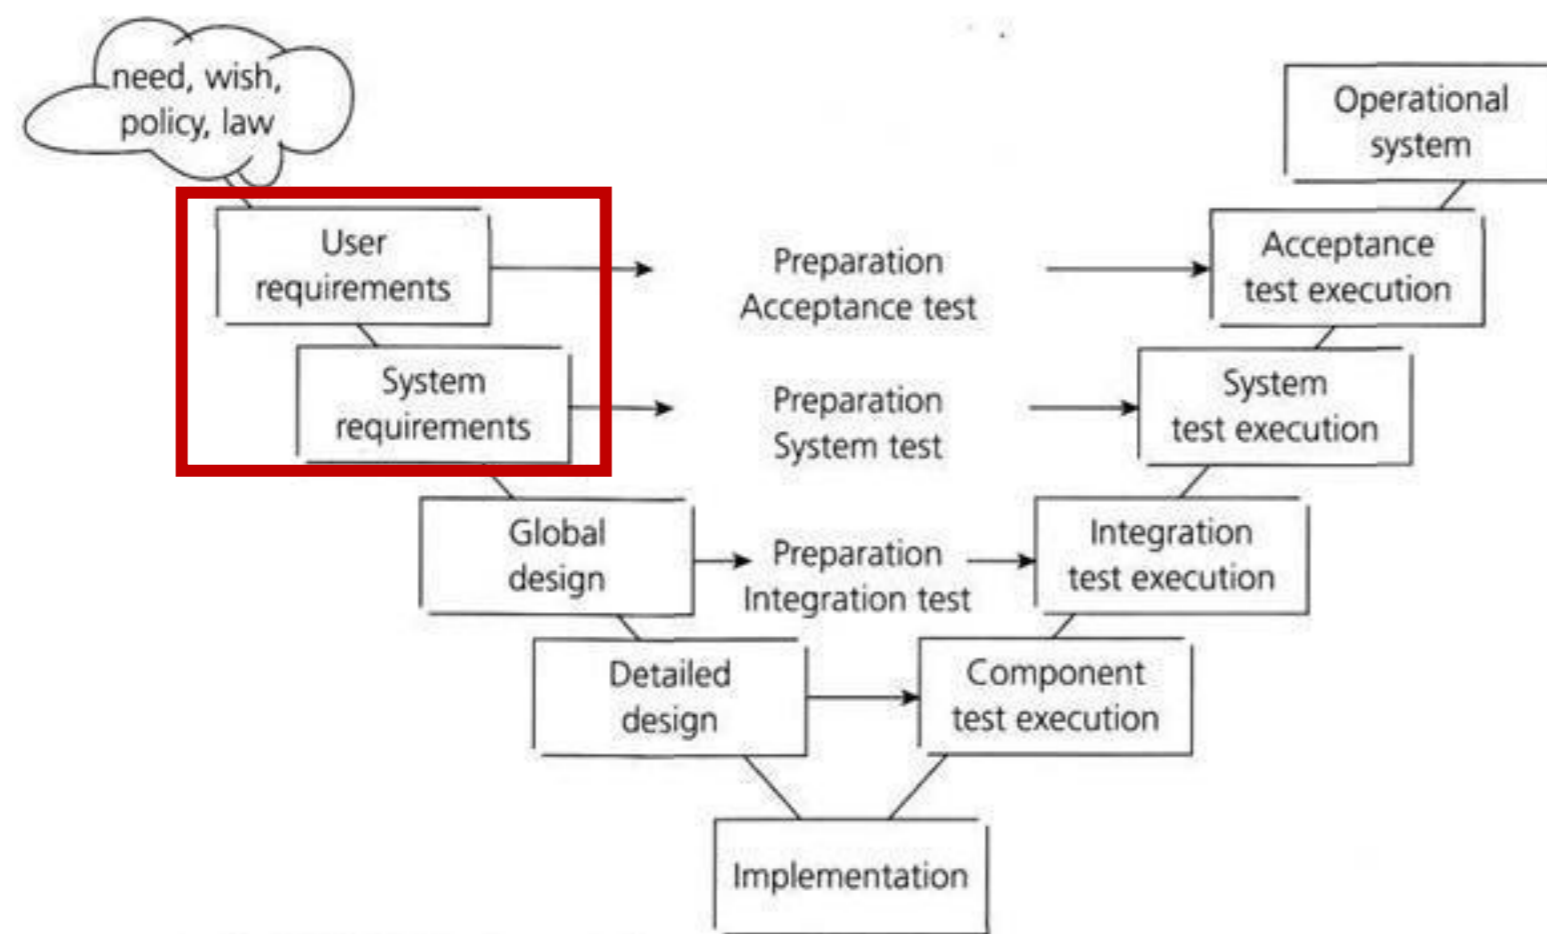 need, wish,
policy, law
Operational
system
User
requirements
Preparation
Acceptance test
Acceptance
test execution
System
requirements
Preparation
System test
System
test execution
Global
design
Preparation
Integration test
Integration
test execution
Detailed
design
Component
test execution
Implementation